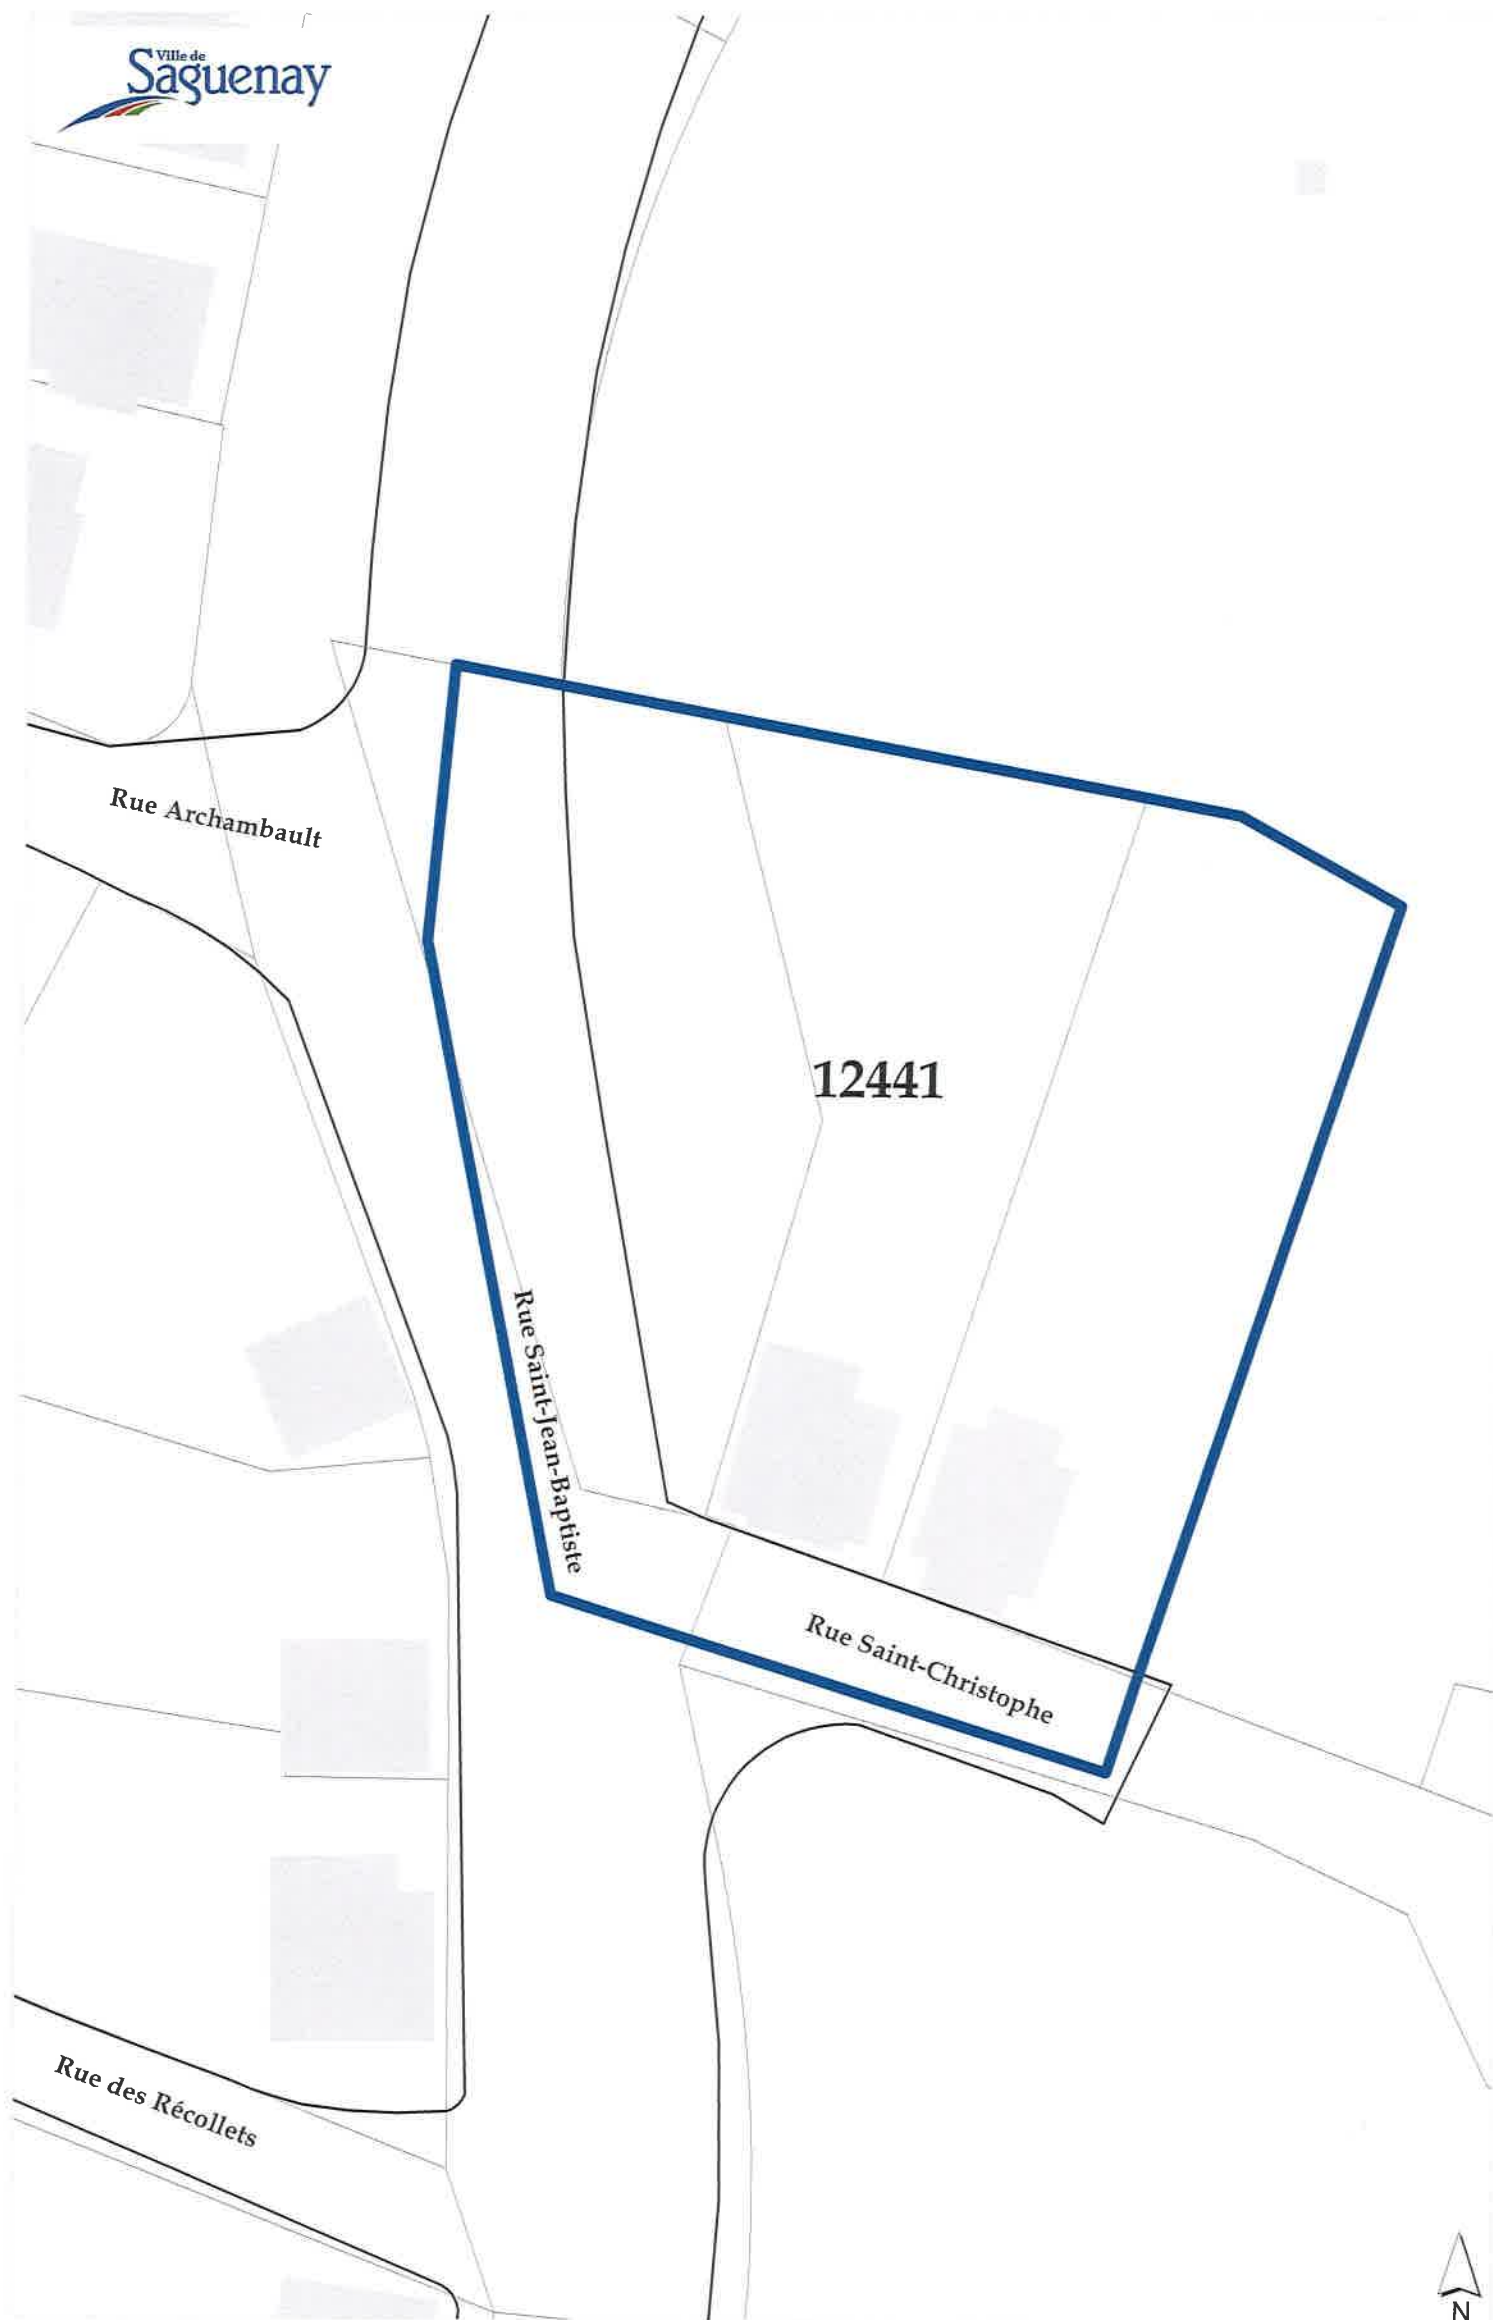 Ville de
Saguenay
Rue Archambault
12441
Rue Saint-Jean-Baptiste
Rue Saint-Christophe
Rue des Récollets
N